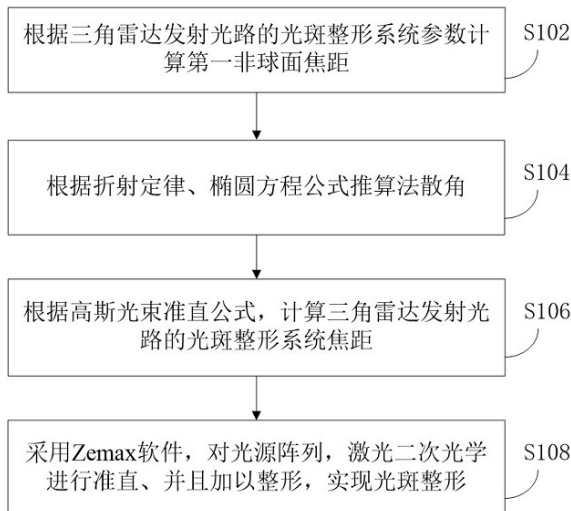 根据三角雷达发射光路的光斑整形系统参数计
算第一非球面焦距
S102
根据折射定律、椭圆方程公式推算法散角
S104
根据高斯光束准直公式，计算三角雷达发射光
路的光斑整形系统焦距
S106
采用Zemax软件，对光源阵列，激光二次光学
进行准直、并且加以整形，实现光斑整形
S108